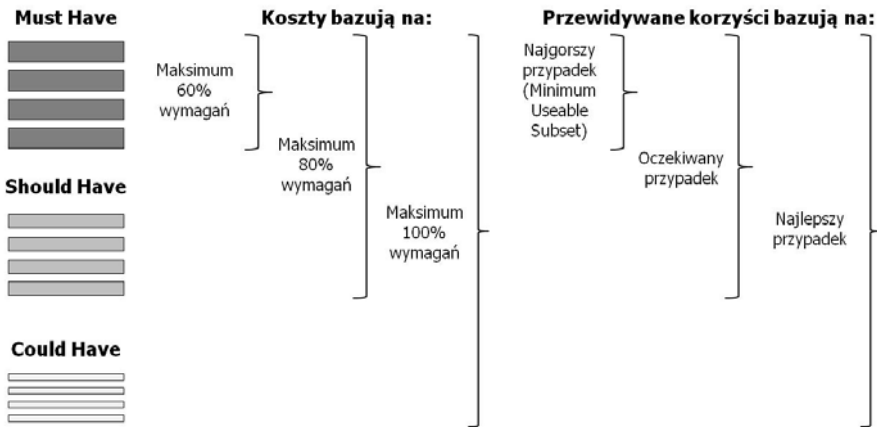 Must Have
Koszty bazują na:
Przewidywane korzyści bazują na:
Maksimum
60%
wymagań
Najgorszy
przypadek
(Minimum
Useable
Subset)
Maksimum
80%
wymagań
Oczekiwany
przypadek
Should Have
Maksimum
100%
wymagań
Najlepszy
przypadek
Could Have